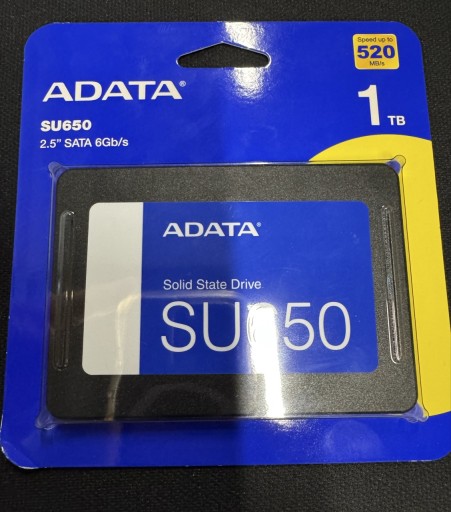 Speed up to
520
MB/s
ADATA®
1 TB
SU650
2.5" SATA 6Gb/s
ADATA®
Solid State Drive
SU650